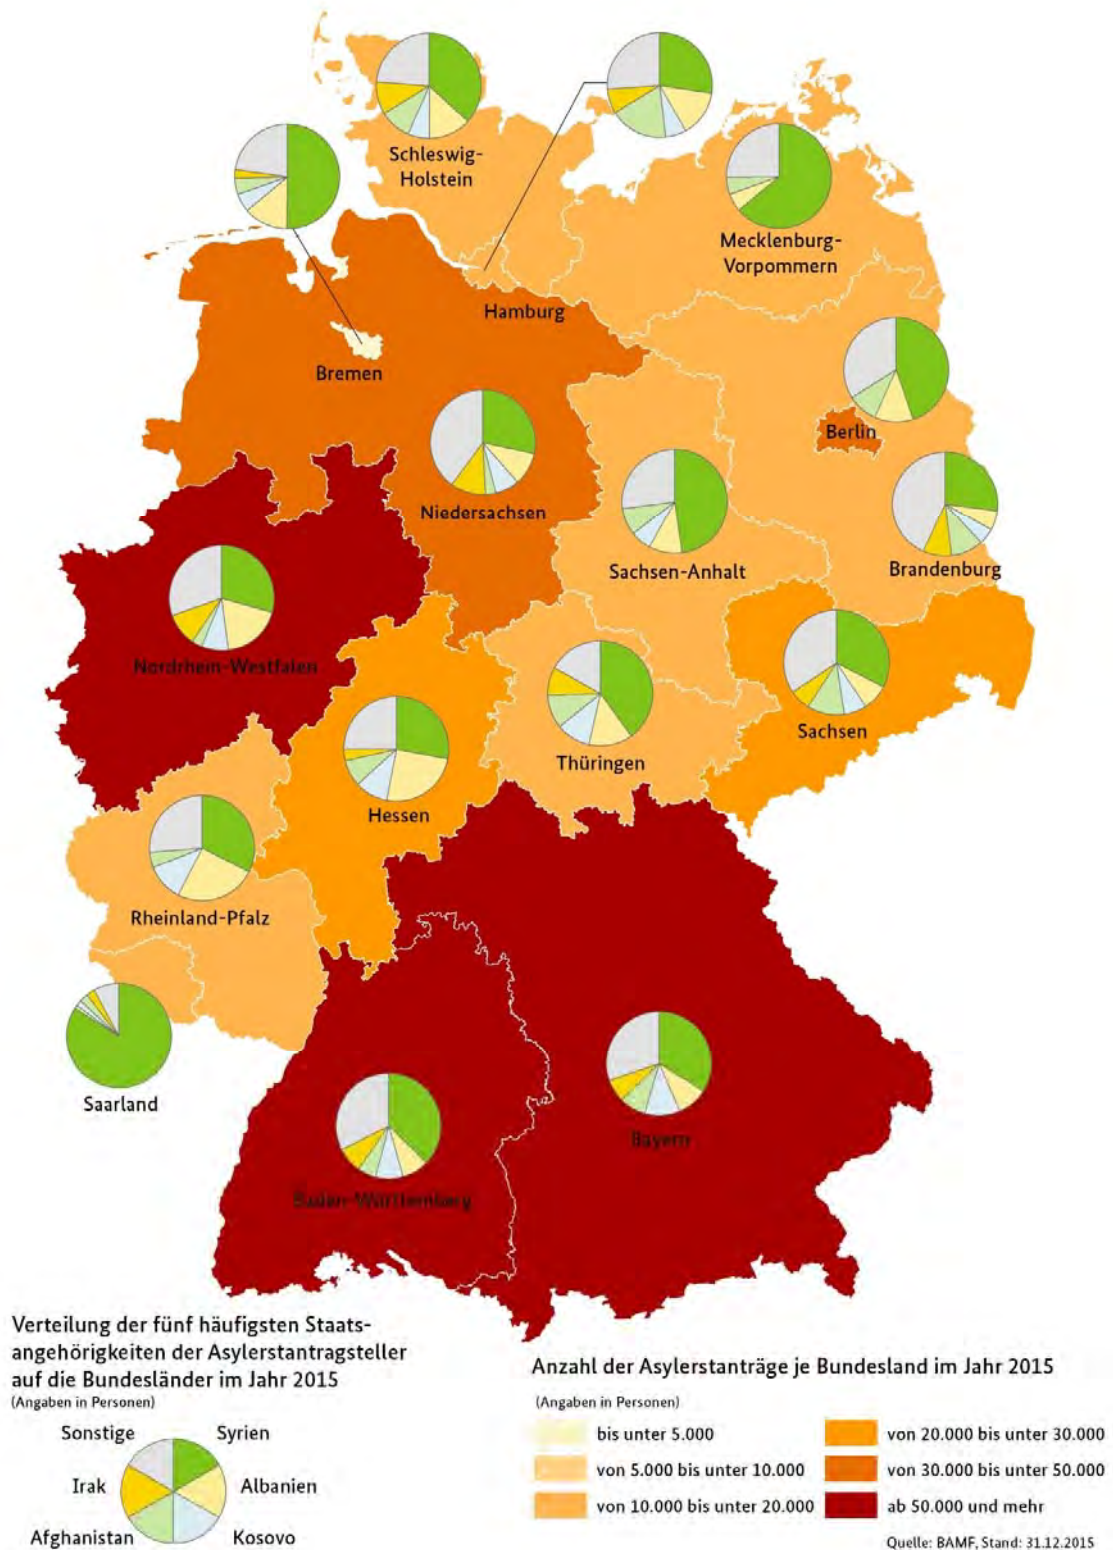 Schleswig-
Holstein
Mecklenburg-
Vorpommern
Hamburg
Bremen
Berlin
Niedersachsen
Sachsen-Anhalt
Brandenburg
Nordrhein-Westfalen
Sachsen
Thüringen
Hessen
Rheinland-Pfalz
Saarland
Bayern
Baden-Württemberg
Verteilung der fünf häufigsten Staats-
angehörigkeiten der Asylerstantragsteller
auf die Bundesländer im Jahr 2015
(Angaben in Personen)
Sonstige
Syrien
Irak
Albanien
Afghanistan
Kosovo
Anzahl der Asylerstanträge je Bundesland im Jahr 2015
(Angaben in Personen)
bis unter 5.000
von 5.000 bis unter 10.000
von 10.000 bis unter 20.000
von 20.000 bis unter 30.000
von 30.000 bis unter 50.000
ab 50.000 und mehr
Quelle: BAMF, Stand: 31.12.2015